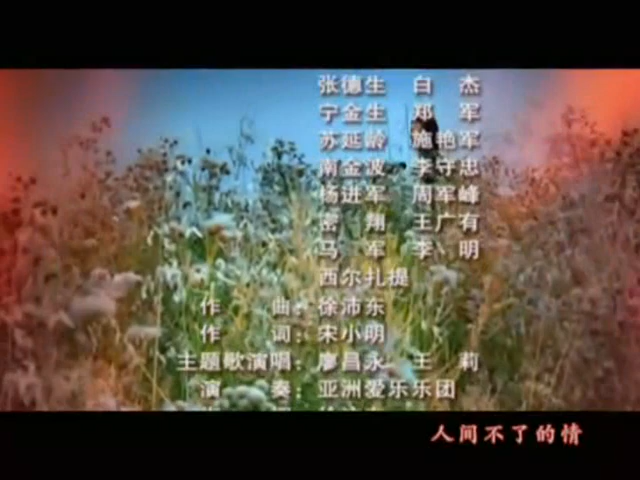 张德生 白杰
宁金生 郑军
苏延龄 施艳军
南金波 李守忠
杨进军 周军峰
密翔 王广有
马军 李明
西尔扎提
作曲：徐沛东
作词：宋小明
主题歌演唱：廖昌永 王莉
演奏：亚洲爱乐乐团
人间不了的情